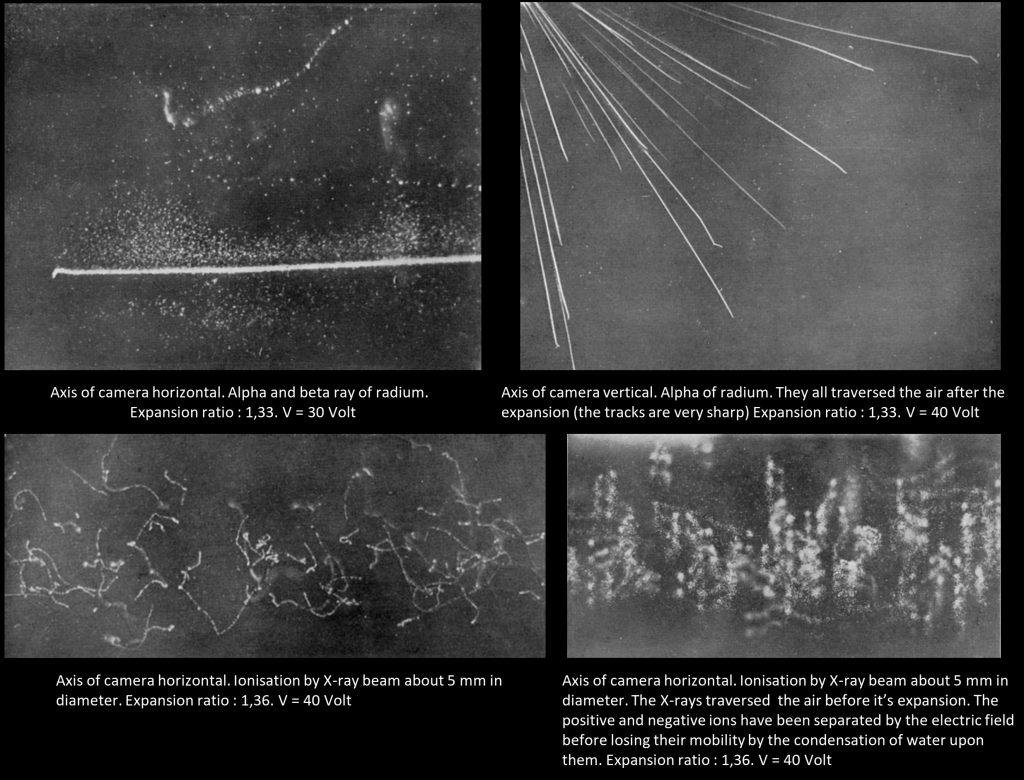 Axis of camera horizontal. Alpha and beta ray of radium.
Expansion ratio : 1,33. V = 30 Volt
Axis of camera vertical. Alpha of radium. They all traversed the air after the
expansion (the tracks are very sharp) Expansion ratio : 1,33. V = 40 Volt
Axis of camera horizontal. Ionisation by X-ray beam about 5 mm in
diameter. Expansion ratio : 1,36. V = 40 Volt
Axis of camera horizontal. Ionisation by X-ray beam about 5 mm in
diameter. The X-rays traversed the air before it's expansion. The
positive and negative ions have been separated by the electric field
before losing their mobility by the condensation of water upon
them. Expansion ratio : 1,36. V = 40 Volt